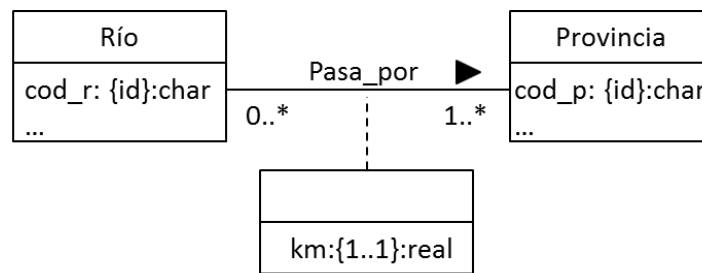 Río
cod_r: {id}:char
...
Pasa_por
0..*
1..*
Provincia
cod_p: {id}:char
...
km:{1..1}:real